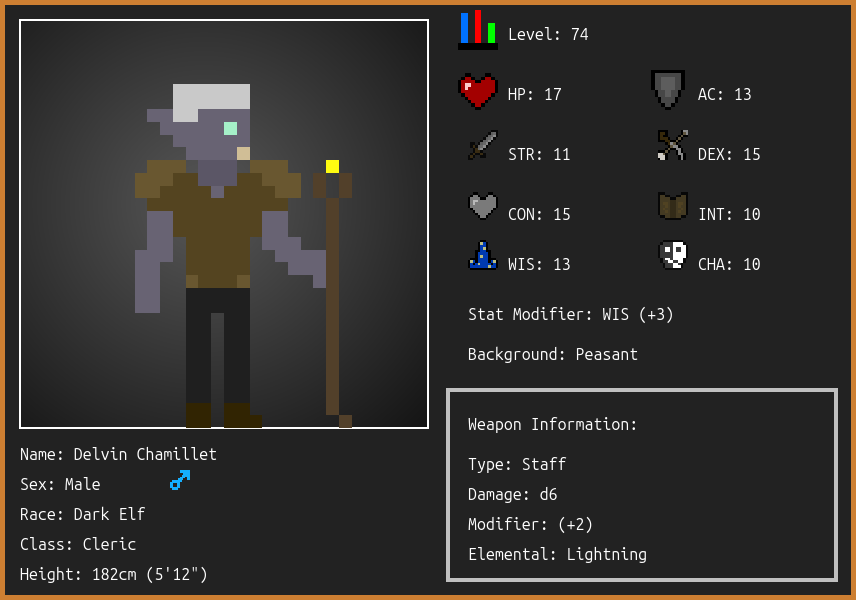 Level: 74
HP: 17
AC: 13
STR: 11
DEX: 15
CON: 15
INT: 10
WIS: 13
CHA: 10
Stat Modifier: WIS (+3)
Background: Peasant
Weapon Information:
Type: Staff
Damage: d6
Modifier: (+2)
Elemental: Lightning
Name: Delvin Chamillet
Sex: Male
Race: Dark Elf
Class: Cleric
Height: 182cm (5'12")